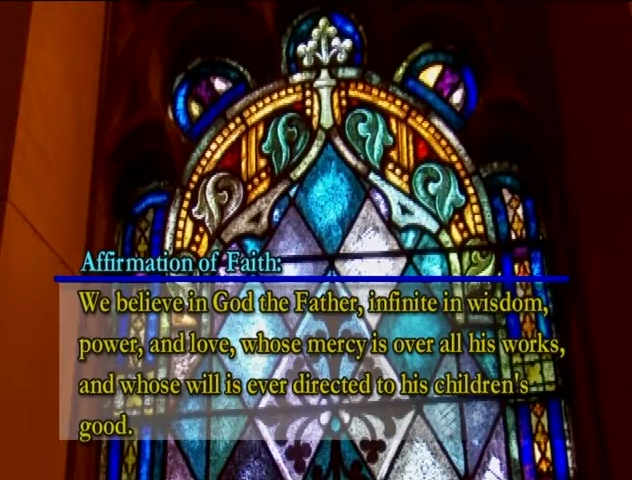 Affirmation of Faith:
We believe in God the Father, infinite in wisdom,
power, and love, whose mercy is over all his works,
and whose will is ever directed to his children's
good.